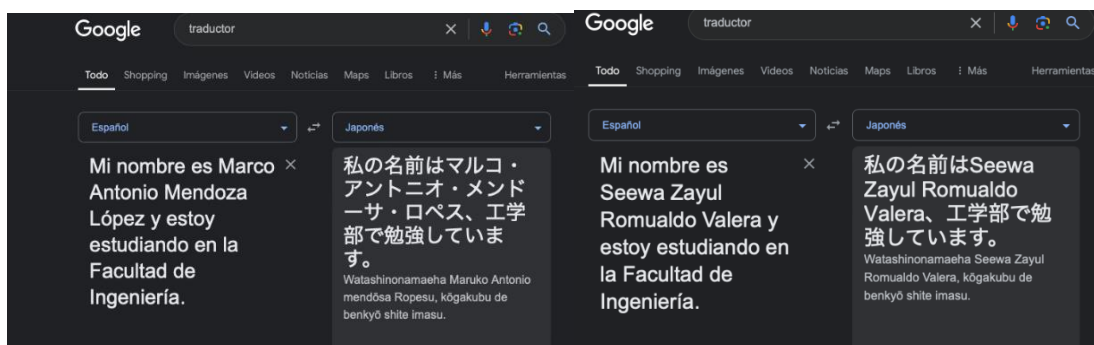 Google
traductor
Todo Shopping Imágenes Videos Noticias Maps Libros Más Herramientas
Español
Japonés
Mi nombre es Marco
Antonio Mendoza
López y estoy
estudiando en la
Facultad de
Ingeniería.
私の名前はマルコ・
アントニオ・メンド
ーサ・ロペス、工学
部で勉強していま
す。
Watashinonamaeha Maruko Antonio
mendōsa Ropesu, kōgakubu de
benkyō shite imasu.
Google
traductor
Todo Shopping Imágenes Videos Noticias Maps Libros Más Herramientas
Español
Japonés
Mi nombre es
Seewa Zayul
Romualdo Valera y
estoy estudiando en
la Facultad de
Ingeniería.
私の名前はSeewa
Zayul Romualdo
Valera、工学部で勉
強しています。
Watashinonamaeha Seewa Zayul
Romualdo Valera, kōgakubu de
benkyō shite imasu.